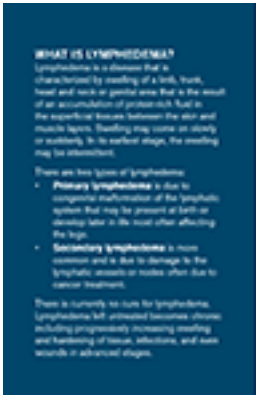 WHAT IS LYMPHEDEMA?
Lymphedema is a disease that is
characterized by swelling of a limb, trunk,
head and neck or genital area that is the result
of an accumulation of protein-rich fluid in
the superficial tissues between the skin and
muscle layers. Swelling may come on slowly
or suddenly. In its earliest stage, the swelling
may be intermittent.
There are two types of lymphedema:
• Primary lymphedema is due to
congenital malformation of the lymphatic
system that may be present at birth or
develop later in life most often affecting
the legs.
• Secondary lymphedema is more
common and is due to damage to the
lymphatic vessels or nodes often due to
cancer treatment.
There is currently no cure for lymphedema.
Lymphedema left untreated becomes chronic
including progressively increasing swelling
and hardening of tissue, infections, and even
wounds in advanced stages.